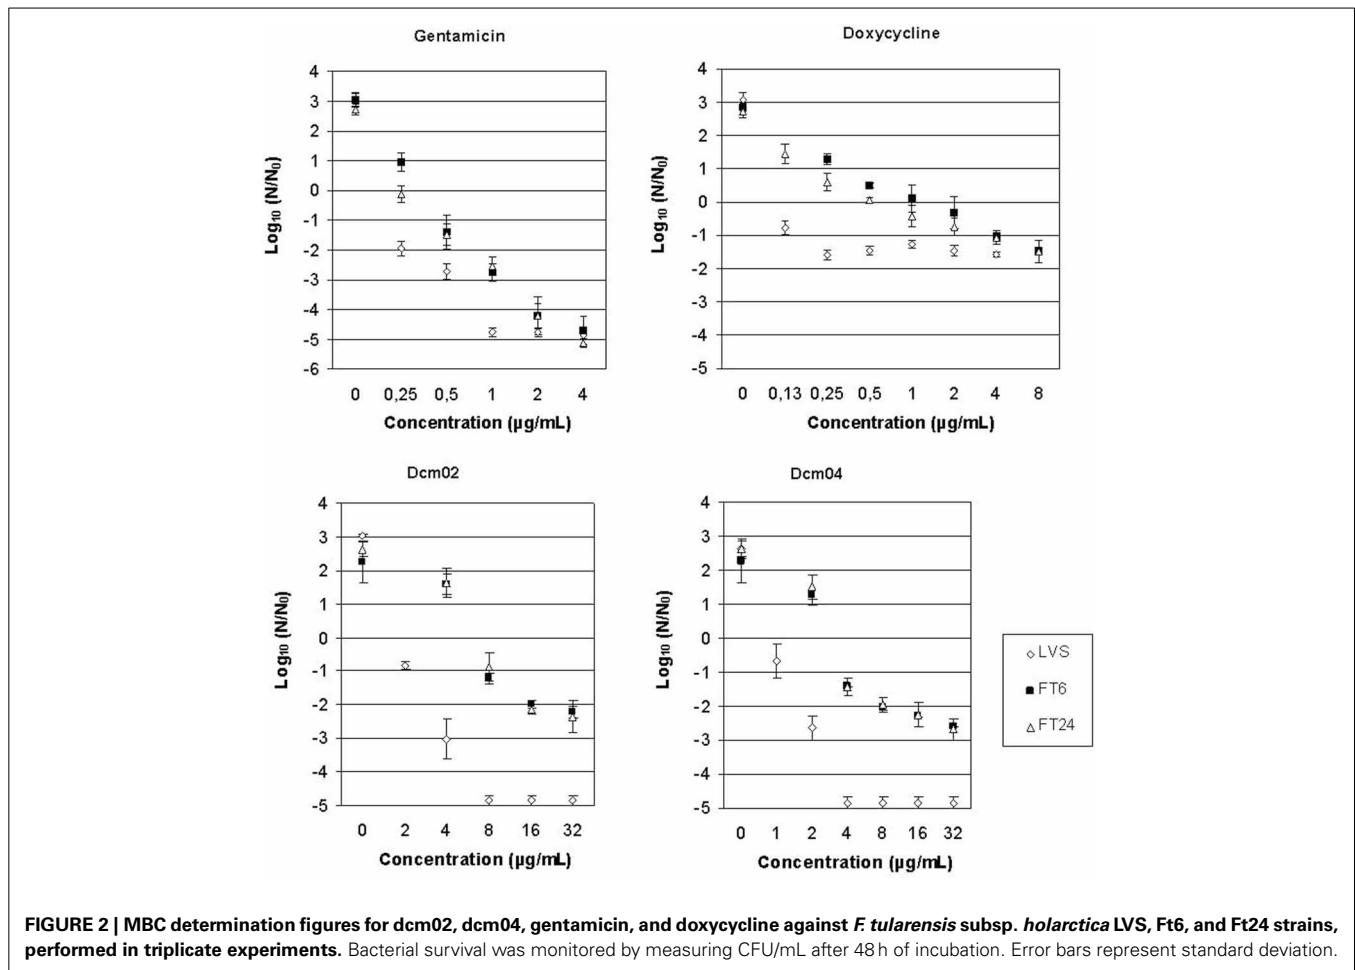 Gentamicin
4
3
2
1
0
-1
-2
-3
-4
-5
-6
Log10 (N/N0)
0 0,25 0,5 1 2 4
Concentration (µg/mL)
Doxycycline
4
3
2
1
0
-1
-2
-3
-4
-5
Log10 (N/N0)
0 0,13 0,25 0,5 1 2 4 8
Concentration (µg/mL)
Dcm02
4
3
2
1
0
-1
-2
-3
-4
-5
Log10 (N/N0)
0 2 4 8 16 32
Concentration (µg/mL)
Dcm04
4
3
2
1
0
-1
-2
-3
-4
-5
Log10 (N/N0)
0 1 2 4 8 16 32
Concentration (µg/mL)
LVS
FT6
FT24
FIGURE 2 | MBC determination figures for dcm02, dcm04, gentamicin, and doxycycline against F. tularensis subsp. holarctica LVS, Ft6, and Ft24 strains,
performed in triplicate experiments. Bacterial survival was monitored by measuring CFU/mL after 48 h of incubation. Error bars represent standard deviation.